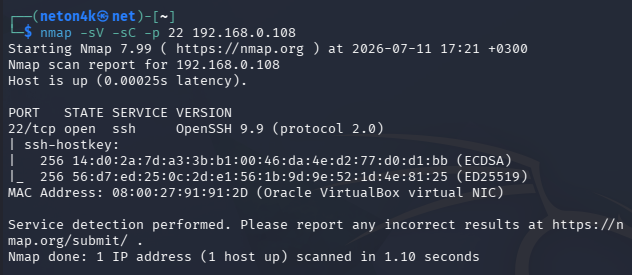 ┌──(neton4k㉿net)-[~]
└─$ nmap -sV -sC -p 22 192.168.0.108
Starting Nmap 7.99 ( https://nmap.org ) at 2026-07-11 17:21 +0300
Nmap scan report for 192.168.0.108
Host is up (0.00025s latency).

PORT   STATE SERVICE VERSION
22/tcp open  ssh     OpenSSH 9.9 (protocol 2.0)
| ssh-hostkey:
|   256 14:d0:2a:7d:a3:3b:b1:00:46:da:4e:d2:77:d0:d1:bb (ECDSA)
|_  256 56:d7:ed:25:0c:2d:e1:56:1b:9d:9e:52:1d:4e:81:25 (ED25519)
MAC Address: 08:00:27:91:91:2D (Oracle VirtualBox virtual NIC)

Service detection performed. Please report any incorrect results at https://n
map.org/submit/ .
Nmap done: 1 IP address (1 host up) scanned in 1.10 seconds